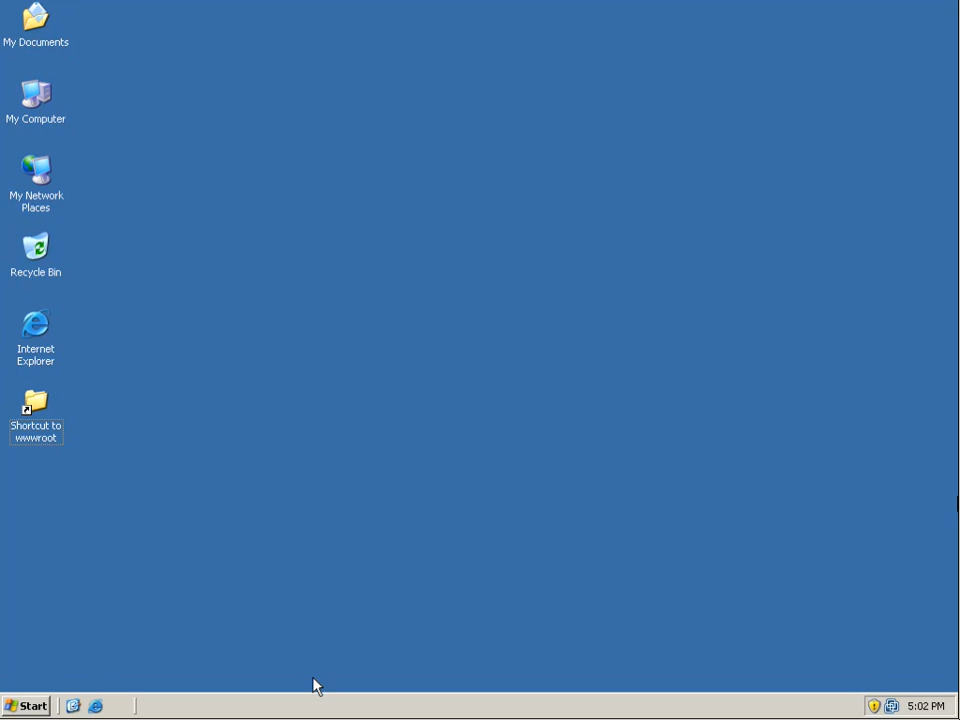 My Documents
My Computer
My Network
Places
Recycle Bin
Internet
Explorer
Shortcut to
wwwroot
Start
5:02 PM